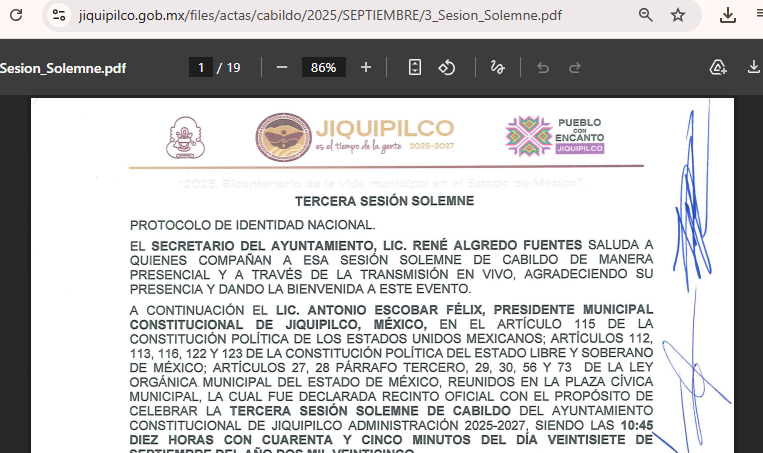 jiquipilco.gob.mx/files/actas/cabildo/2025/SEPTIEMBRE/3_Sesion_Solemne.pdf
Sesion_Solemne.pdf
1 / 19
86%
JIQUIPILCO
es el tiempo de la gente 2025-2027
PUEBLO
CON
ENCANTO
JIQUIPILCO
"2025. Bicentenario de la vida municipal en el Estado de México".
TERCERA SESIÓN SOLEMNE
PROTOCOLO DE IDENTIDAD NACIONAL.
EL SECRETARIO DEL AYUNTAMIENTO, LIC. RENÉ ALGREDO FUENTES SALUDA A
QUIENES COMPAÑAN A ESA SESIÓN SOLEMNE DE CABILDO DE MANERA
PRESENCIAL Y A TRAVÉS DE LA TRANSMISIÓN EN VIVO, AGRADECIENDO SU
PRESENCIA Y DANDO LA BIENVENIDA A ESTE EVENTO.
A CONTINUACIÓN EL LIC. ANTONIO ESCOBAR FÉLIX, PRESIDENTE MUNICIPAL
CONSTITUCIONAL DE JIQUIPILCO, MÉXICO, EN EL ARTÍCULO 115 DE LA
CONSTITUCIÓN POLÍTICA DE LOS ESTADOS UNIDOS MEXICANOS; ARTÍCULOS 112,
113, 116, 122 Y 123 DE LA CONSTITUCIÓN POLÍTICA DEL ESTADO LIBRE Y SOBERANO
DE MÉXICO; ARTÍCULOS 27, 28 PÁRRAFO TERCERO, 29, 30, 56 Y 73 DE LA LEY
ORGÁNICA MUNICIPAL DEL ESTADO DE MÉXICO, REUNIDOS EN LA PLAZA CÍVICA
MUNICIPAL, LA CUAL FUE DECLARADA RECINTO OFICIAL CON EL PROPÓSITO DE
CELEBRAR LA TERCERA SESIÓN SOLEMNE DE CABILDO DEL AYUNTAMIENTO
CONSTITUCIONAL DE JIQUIPILCO ADMINISTRACIÓN 2025-2027, SIENDO LAS 10:45
DIEZ HORAS CON CUARENTA Y CINCO MINUTOS DEL DÍA VEINTISIETE DE
SEPTIEMBRE DEL AÑO DOS MIL VEINTICINCO